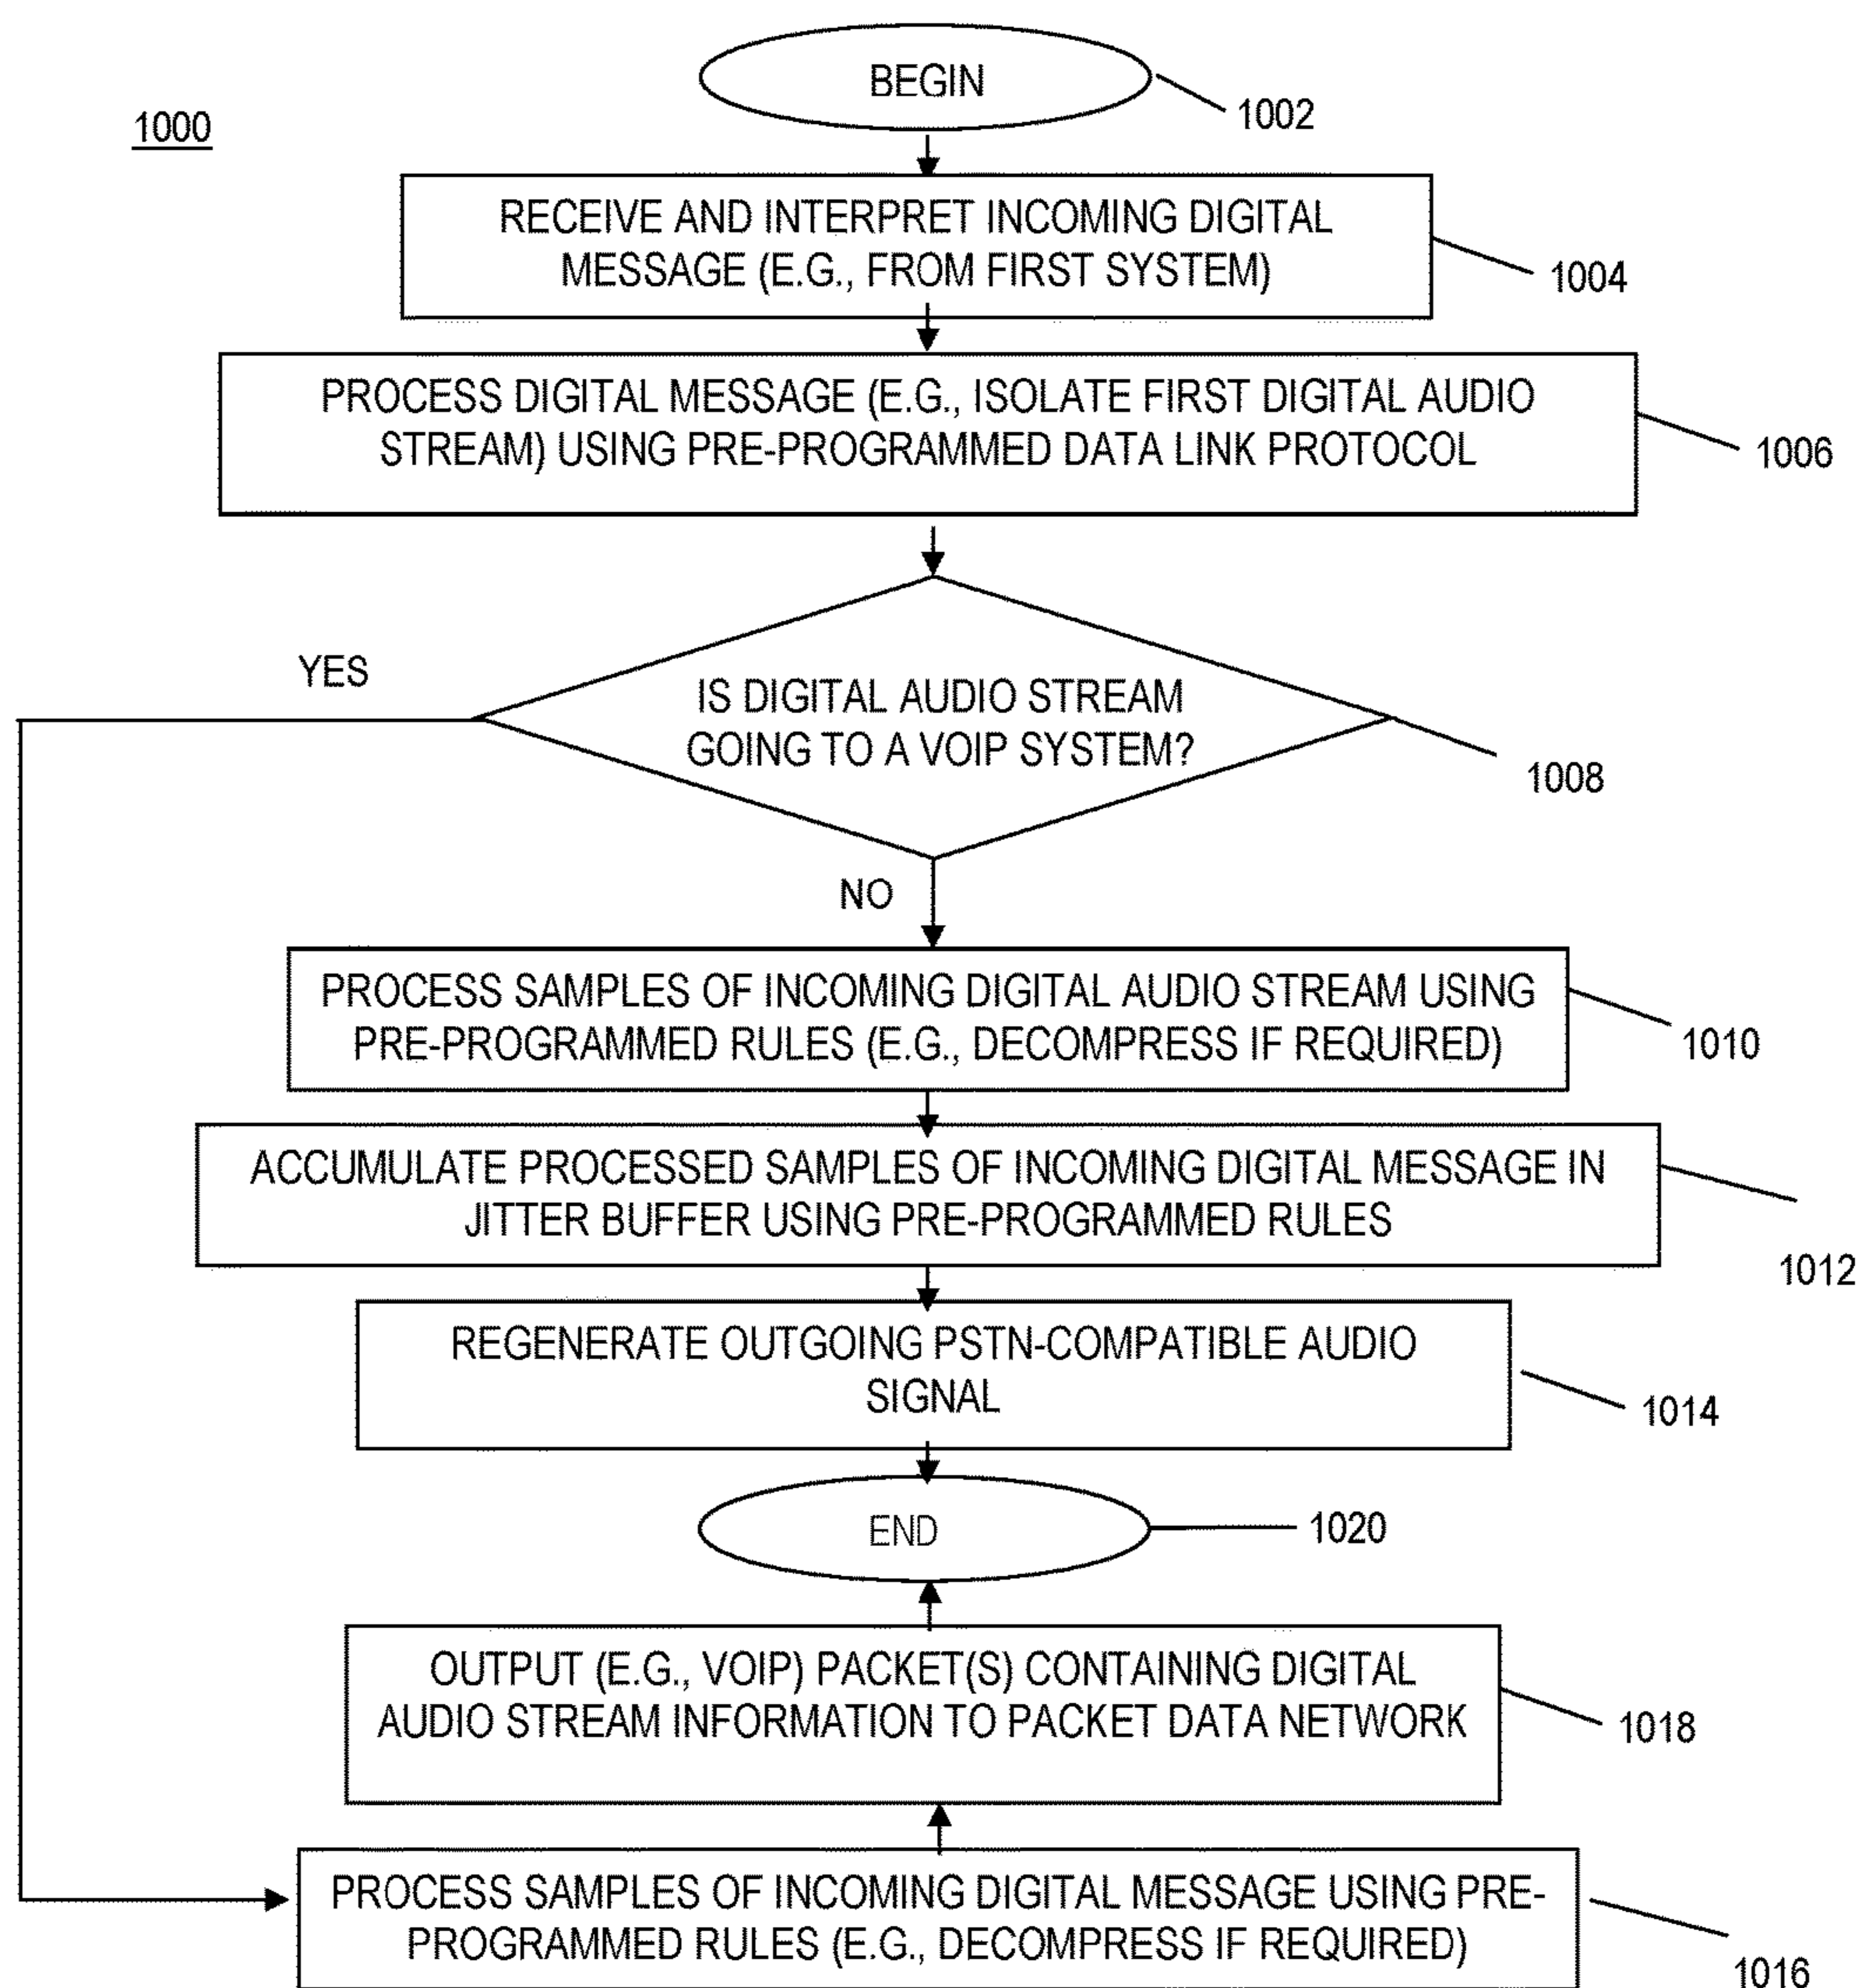 BEGIN
1002
1000
RECEIVE AND INTERPRET INCOMING DIGITAL
MESSAGE (E.G., FROM FIRST SYSTEM)
1004
PROCESS DIGITAL MESSAGE (E.G., ISOLATE FIRST DIGITAL AUDIO
STREAM) USING PRE-PROGRAMMED DATA LINK PROTOCOL
1006
YES
IS DIGITAL AUDIO STREAM
GOING TO A VOIP SYSTEM?
1008
NO
PROCESS SAMPLES OF INCOMING DIGITAL AUDIO STREAM USING
PRE-PROGRAMMED RULES (E.G., DECOMPRESS IF REQUIRED)
1010
ACCUMULATE PROCESSED SAMPLES OF INCOMING DIGITAL MESSAGE IN
JITTER BUFFER USING PRE-PROGRAMMED RULES
1012
REGENERATE OUTGOING PSTN-COMPATIBLE AUDIO
SIGNAL
1014
END
1020
OUTPUT (E.G., VOIP) PACKET(S) CONTAINING DIGITAL
AUDIO STREAM INFORMATION TO PACKET DATA NETWORK
1018
PROCESS SAMPLES OF INCOMING DIGITAL MESSAGE USING PRE-
PROGRAMMED RULES (E.G., DECOMPRESS IF REQUIRED)
1016